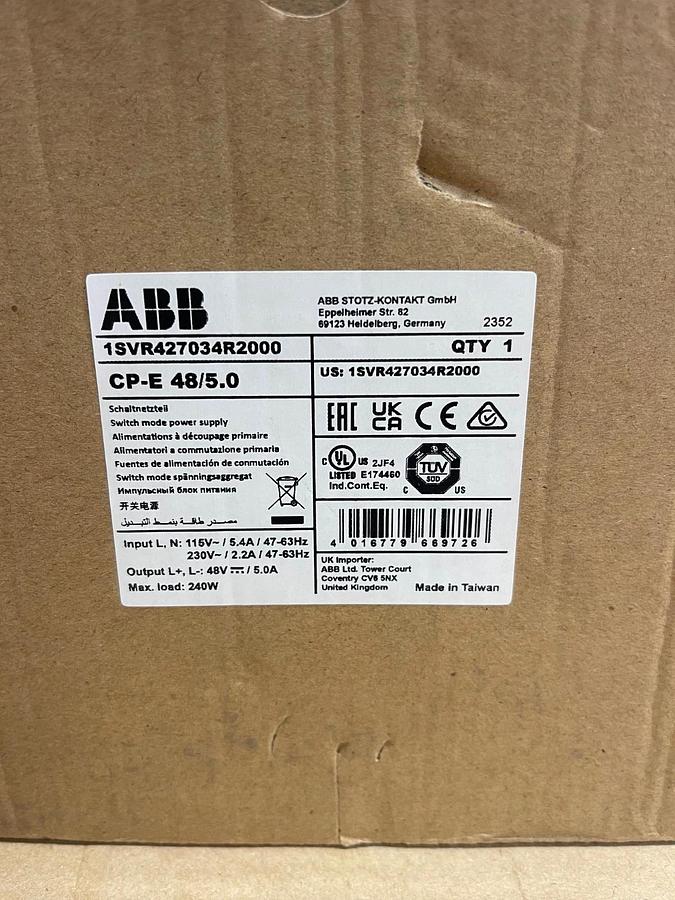 ABB
ABB STOTZ-KONTAKT GmbH
Eppelheimer Str. 82
69123 Heidelberg, Germany
2352
1SVR427034R2000
QTY 1
CP-E 48/5.0
US: 1SVR427034R2000
Schaltnetzteil
Switch mode power supply
Alimentations à découpage primaire
Alimentatori a commutazione primaria
Fuentes de alimentación de conmutación
Switch mode spänningsaggregat
Импульсный блок питания
开关电源
مصدر طاقة بنمط التبديل
EAC
UK
CA
CE
C UL US
LISTED
2JF4
E174460
Ind.Cont.Eq.
TÜV
SÜD
C US
Input L, N: 115V~ / 5.4A / 47-63Hz
230V~ / 2.2A / 47-63Hz
Output L+, L-: 48V⎓ / 5.0A
Max. load: 240W
4 016779 669726
UK Importer:
ABB Ltd. Tower Court
Coventry CV6 5NX
United Kingdom
Made in Taiwan